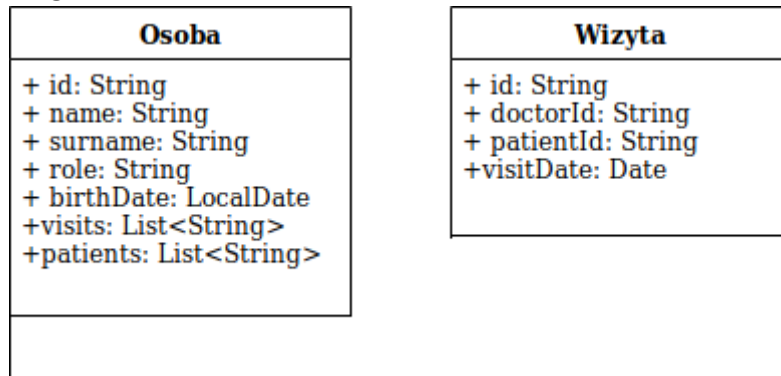 Osoba
+ id: String
+ name: String
+ surname: String
+ role: String
+ birthDate: LocalDate
+visits: List<String>
+patients: List<String>
Wizyta
+ id: String
+ doctorId: String
+ patientId: String
+visitDate: Date